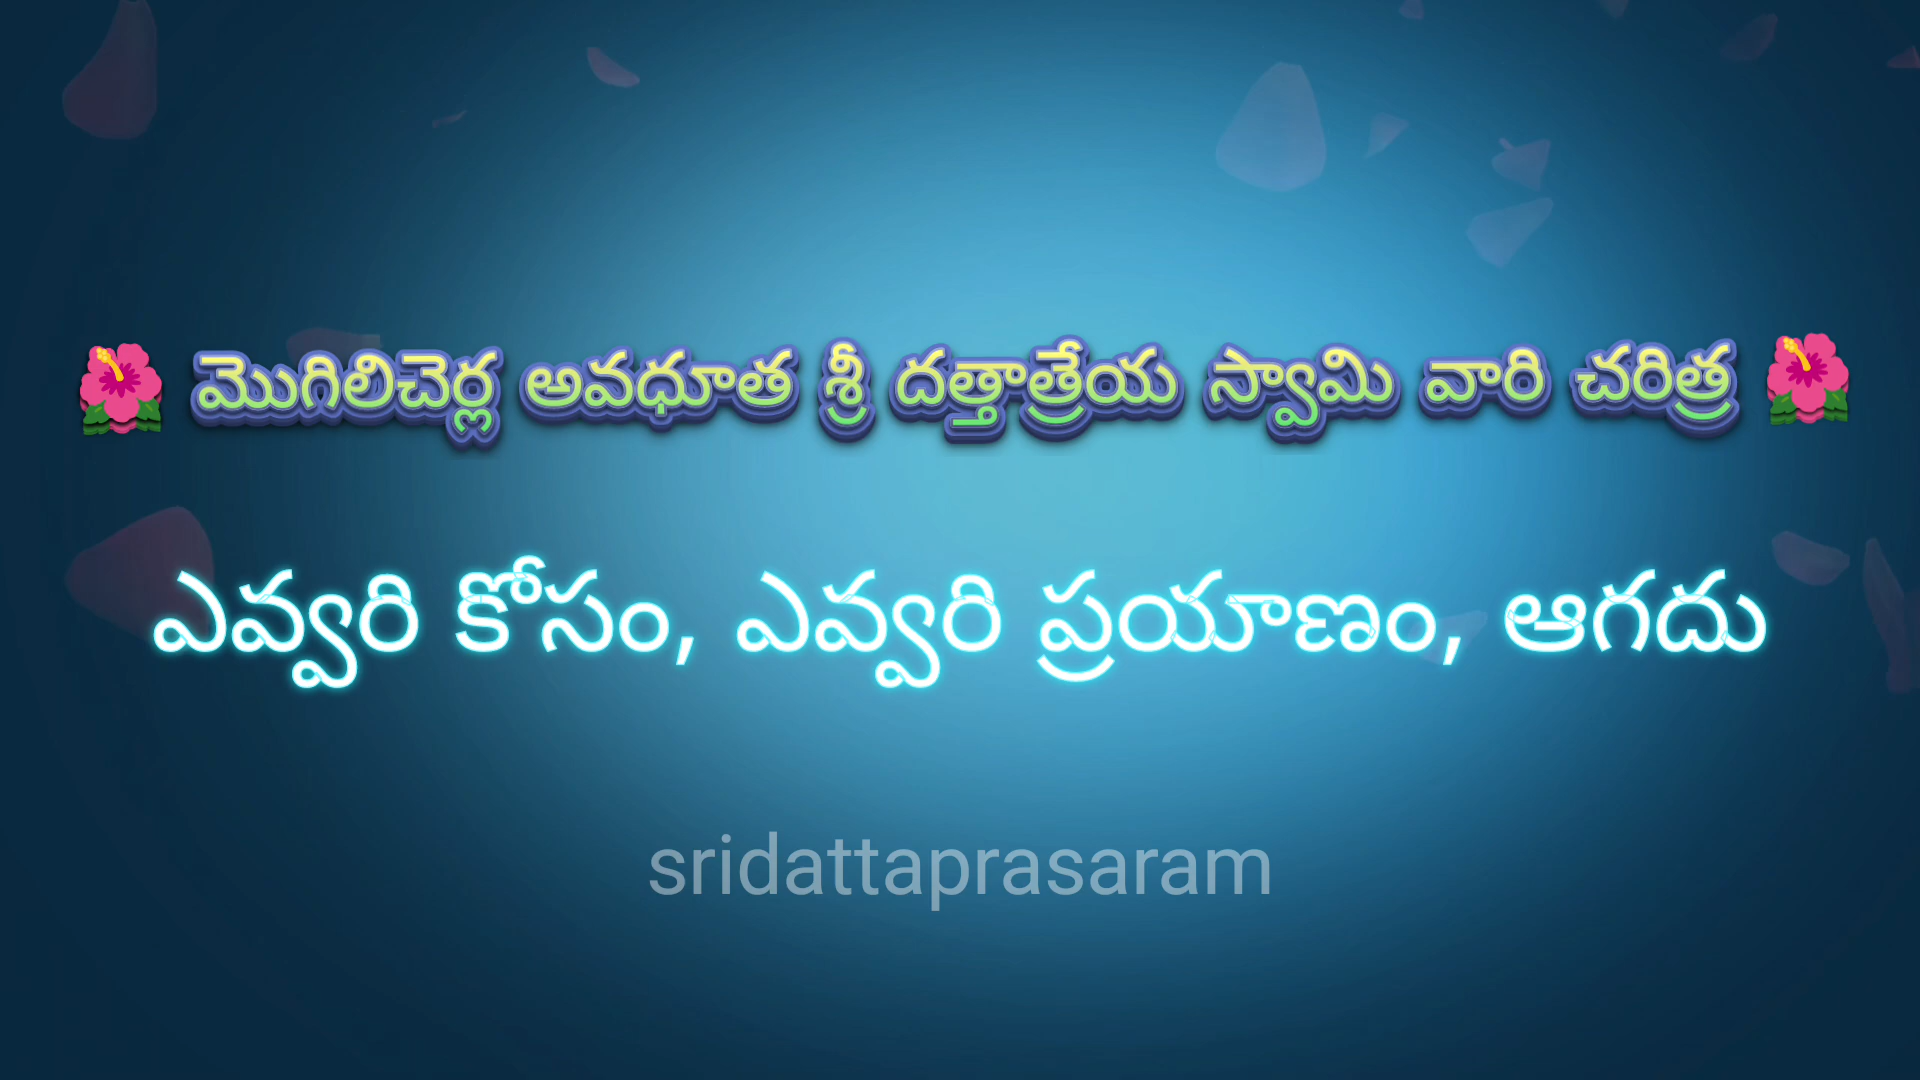 🌺 మొగిలిచెర్ల అవధూత శ్రీ దత్తాత్రేయ స్వామి వారి చరిత్ర 🌺
ఎవ్వరి కోసం, ఎవ్వరి ప్రయాణం, ఆగదు
sridattaprasaram